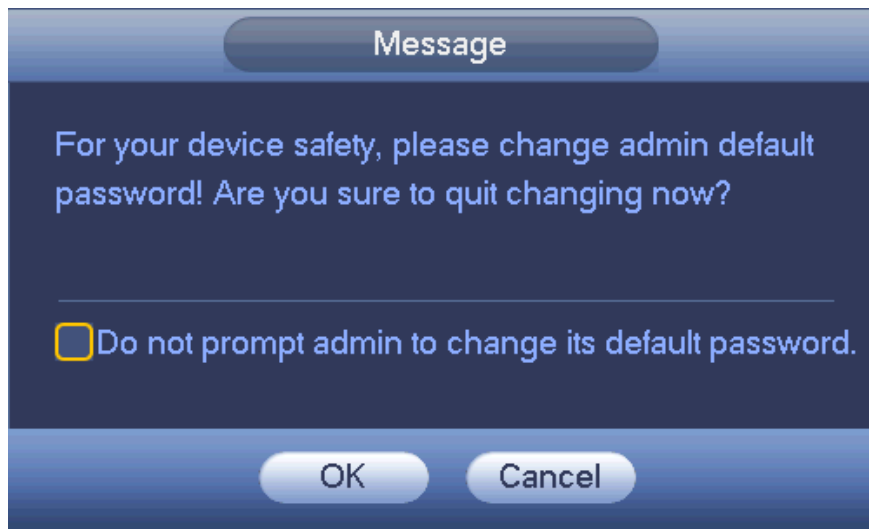 Message
For your device safety, please change admin default
password! Are you sure to quit changing now?
Do not prompt admin to change its default password.
OK
Cancel